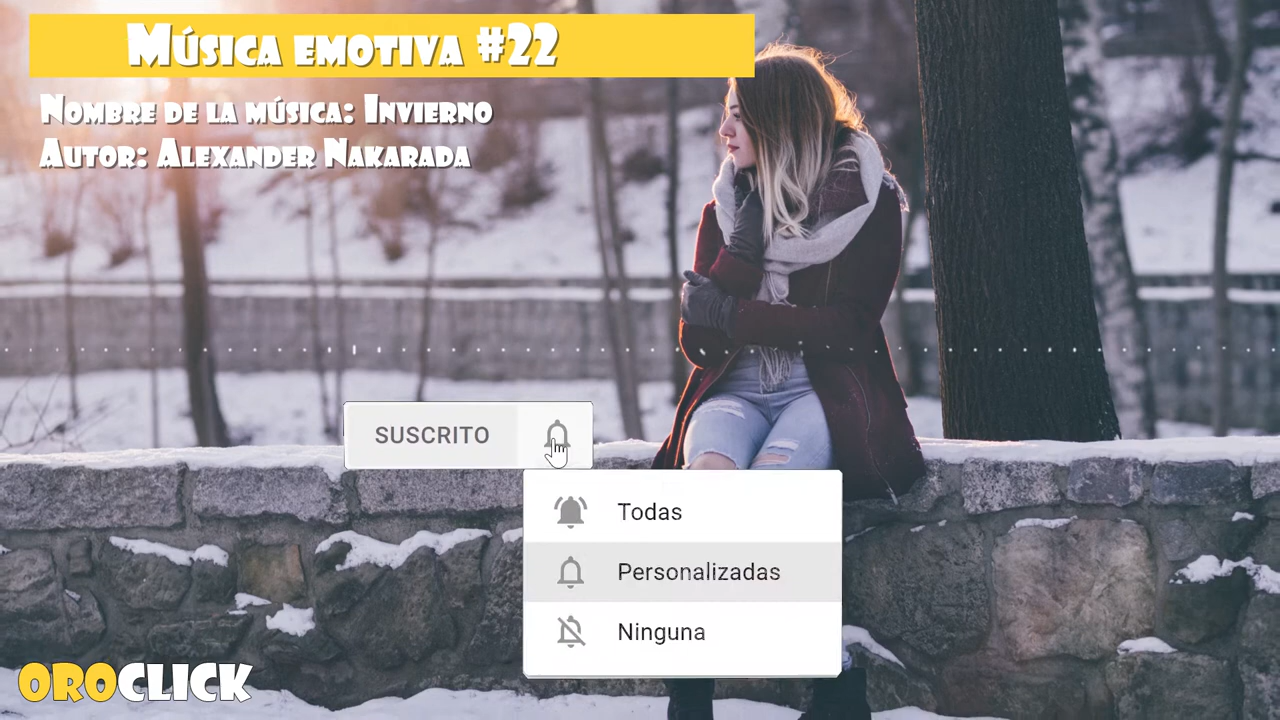 Música emotiva #22
Nombre de la música: Invierno
Autor: Alexander Nakarada
SUSCRITO
Todas
Personalizadas
Ninguna
OROCLICK